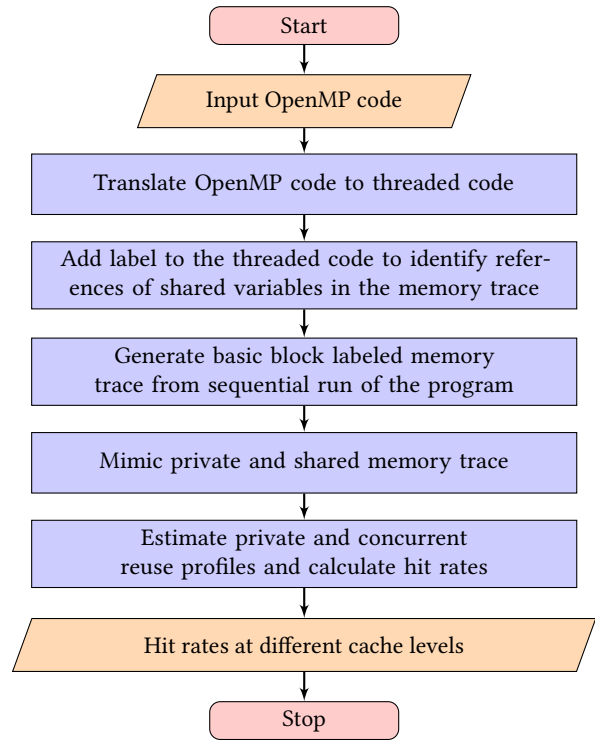 Start
Input OpenMP code
Translate OpenMP code to threaded code
Add label to the threaded code to identify refer-
ences of shared variables in the memory trace
Generate basic block labeled memory
trace from sequential run of the program
Mimic private and shared memory trace
Estimate private and concurrent
reuse profiles and calculate hit rates
Hit rates at different cache levels
Stop